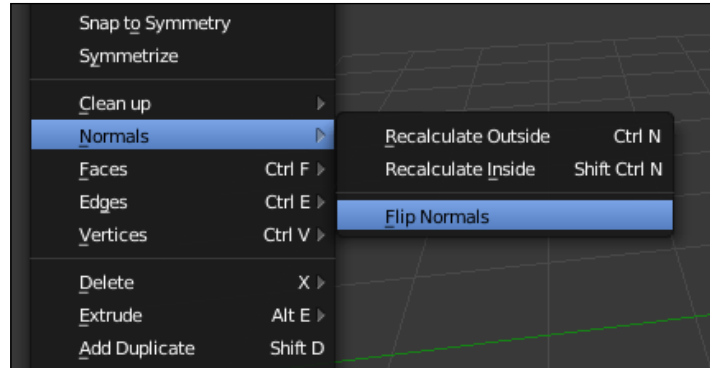 Snap to Symmetry
Symmetrize
Clean up
Normals
Faces Ctrl F
Edges Ctrl E
Vertices Ctrl V
Delete X
Extrude Alt E
Add Duplicate Shift D
Recalculate Outside Ctrl N
Recalculate Inside Shift Ctrl N
Flip Normals